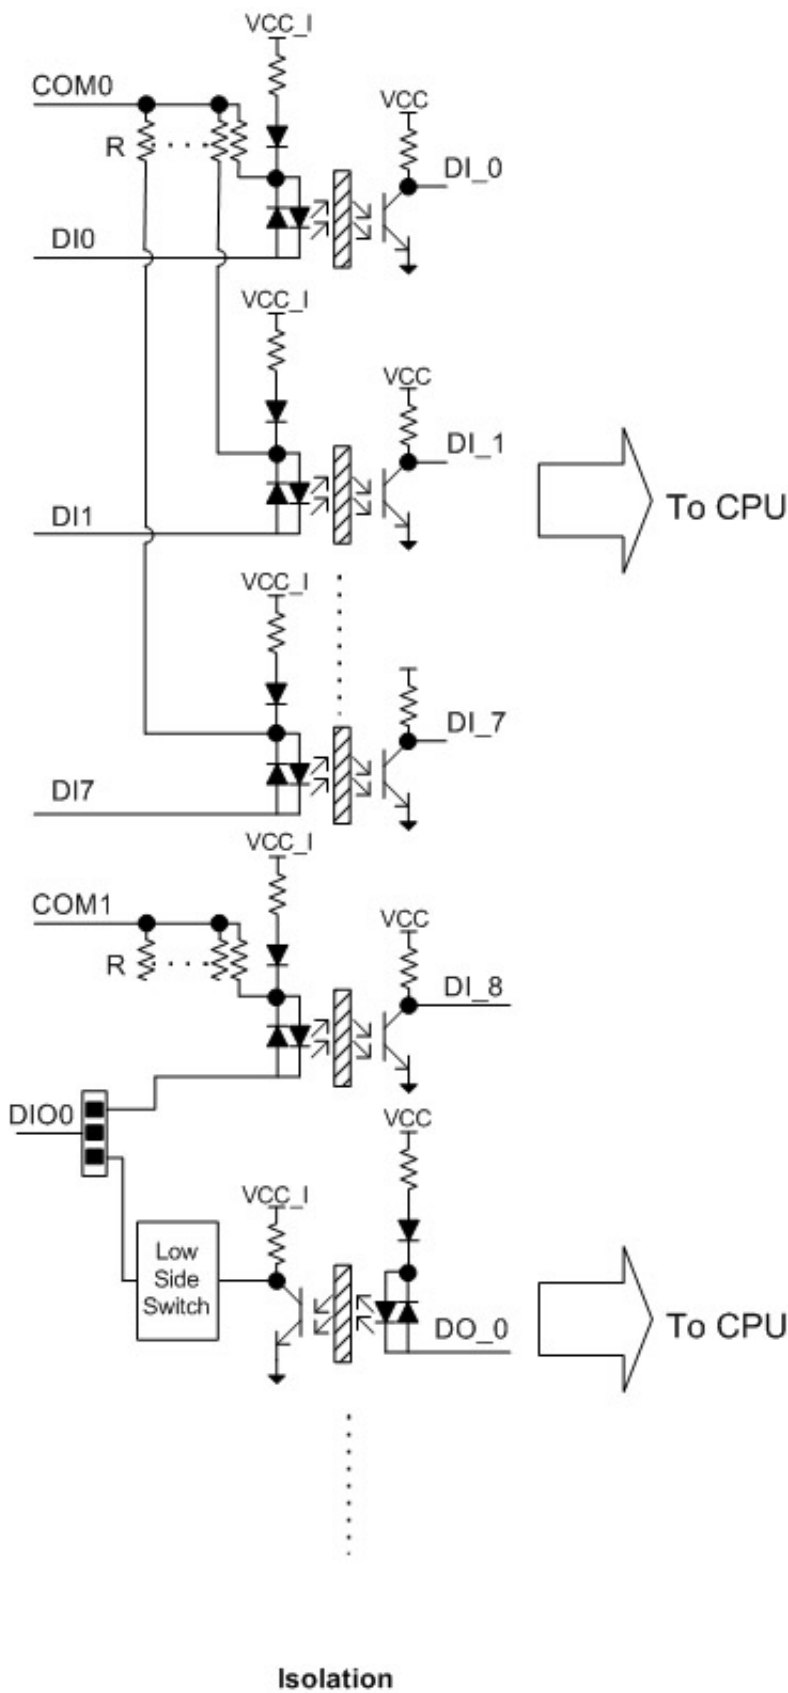 VCC_I
COM0
VCC
R
DI_0
DI0
VCC_I
VCC
DI_1
DI1
To CPU
VCC_I
DI_7
DI7
VCC_I
COM1
VCC
R
DI_8
DIO0
VCC
VCC_I
Low
Side
Switch
DO_0
To CPU
Isolation